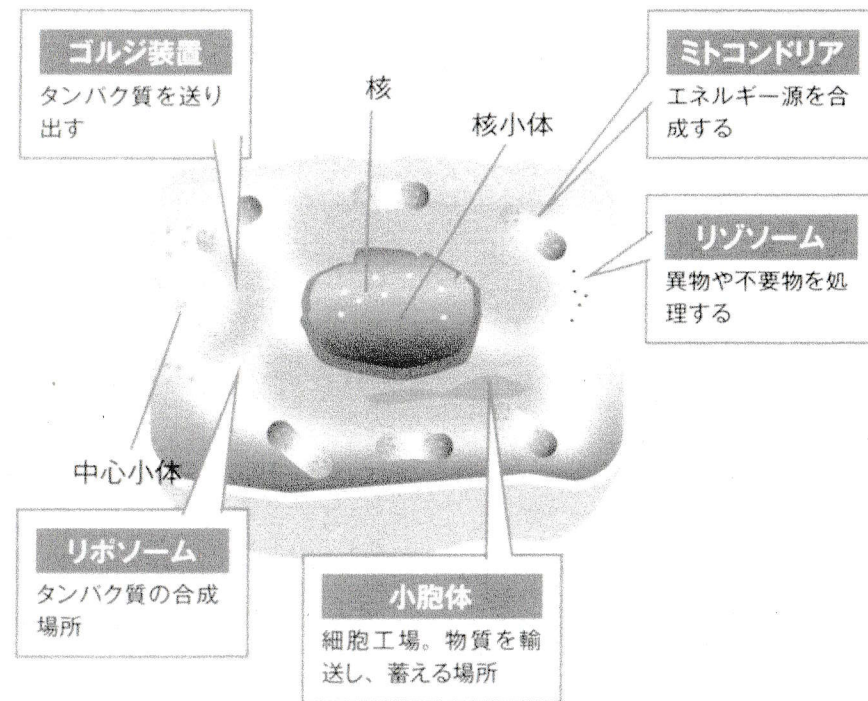 ゴルジ装置
タンパク質を送り
出す
核
核小体
ミトコンドリア
エネルギー源を合
成する
リゾソーム
異物や不要物を処
理する
中心小体
リポソーム
タンパク質の合成
場所
小胞体
細胞工場。物質を輸
送し、蓄える場所